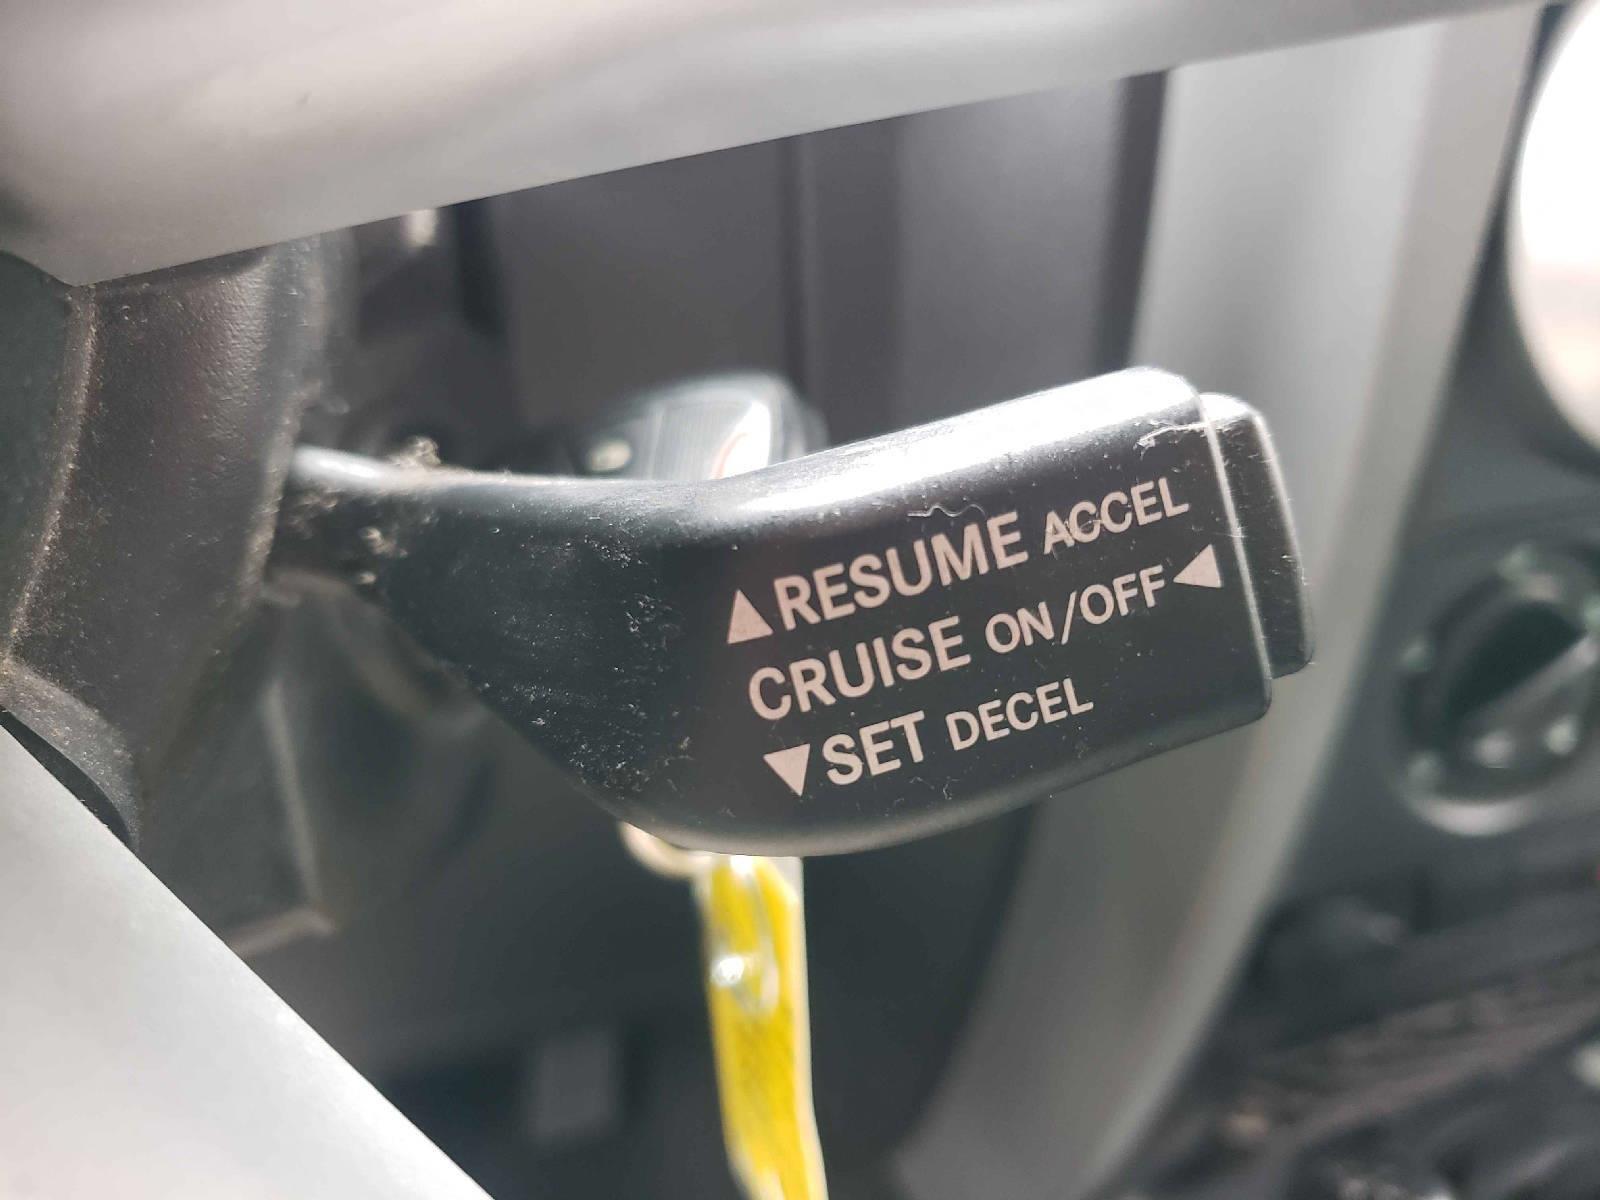 ▲RESUME ACCEL
CRUISE ON/OFF◀
▼SET DECEL